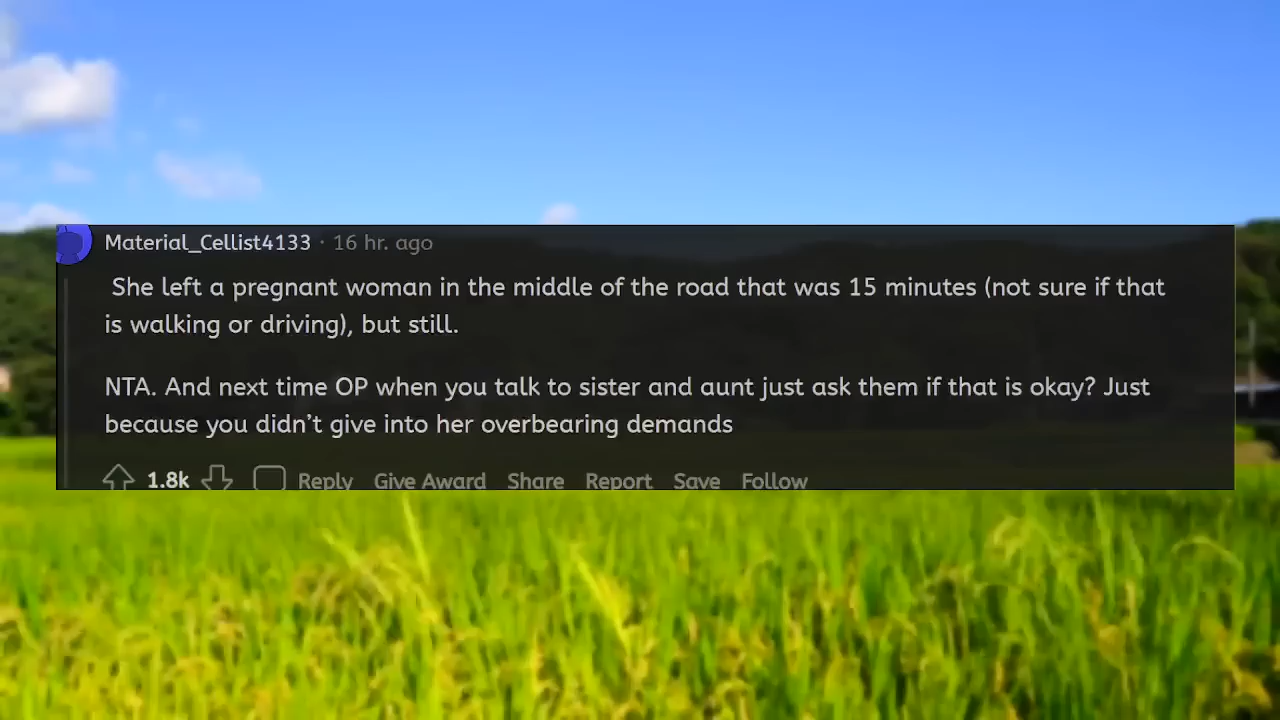 Material_Cellist4133 · 16 hr. ago
She left a pregnant woman in the middle of the road that was 15 minutes (not sure if that
is walking or driving), but still.
NTA. And next time OP when you talk to sister and aunt just ask them if that is okay? Just
because you didn’t give into her overbearing demands
1.8k Reply Give Award Share Report Save Follow